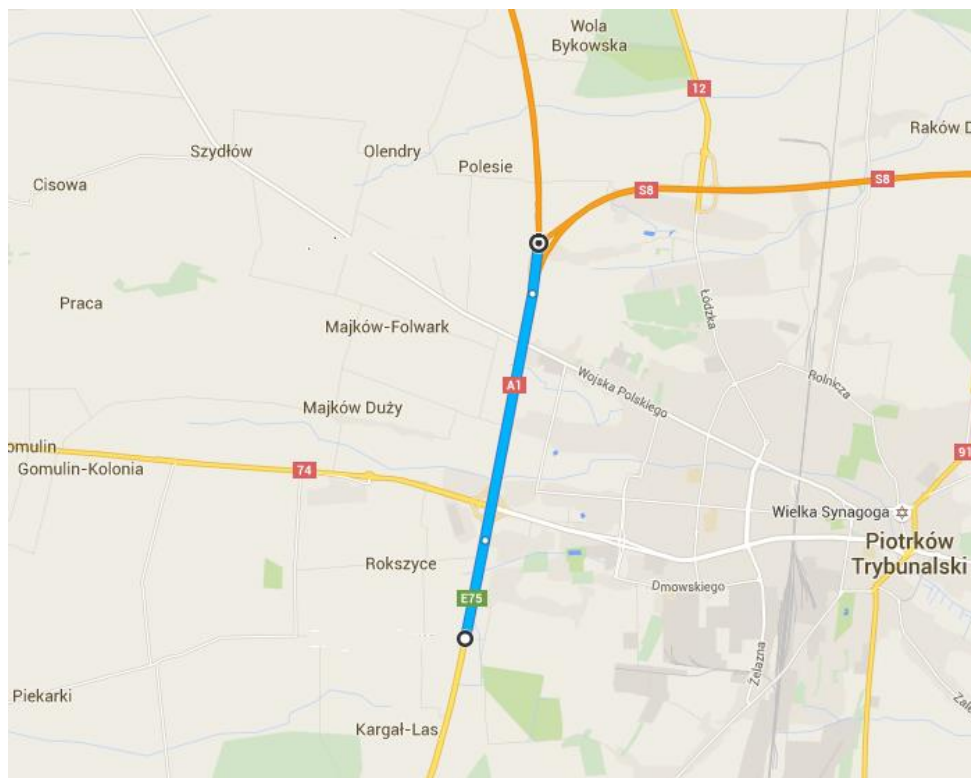 Wola
Bykowska
12
Raków D
Szydłów
Olendry
Polesie
Cisowa
S8
S8
Praca
Łódzka
Majków-Folwark
Wojska Polskiego
Rolnicza
A1
Majków Duży
omulin
Gomulin-Kolonia
74
91
Wielka Synagoga
Piotrków
Trybunalski
Rokszyce
Dmowskiego
E75
Żelazna
Piekarki
Kargał-Las
Zale